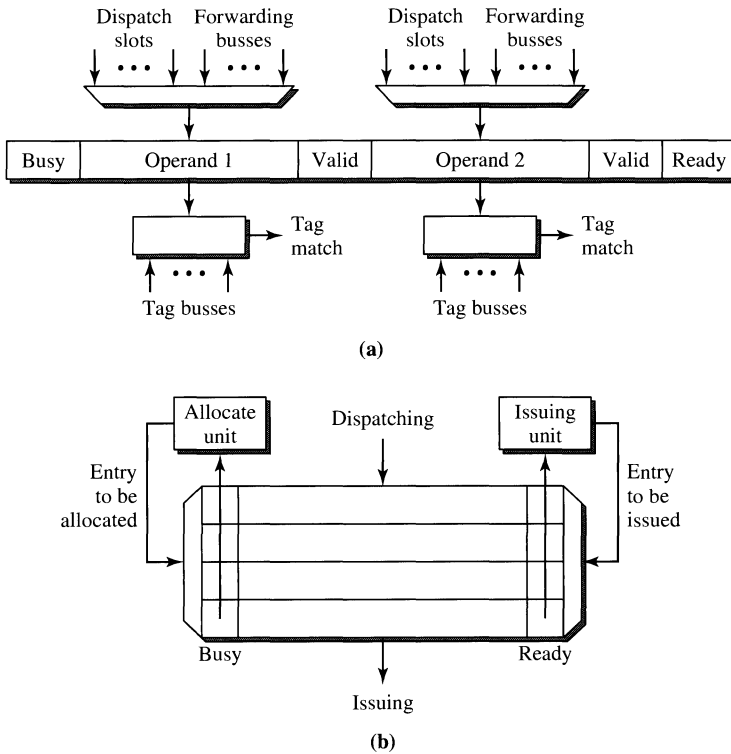 Dispatch slots
Forwarding busses
Dispatch slots
Forwarding busses
Busy
Operand 1
Valid
Operand 2
Valid
Ready
Tag match
Tag match
Tag busses
Tag busses
(a)
Allocate unit
Dispatching
Issuing unit
Entry to be allocated
Entry to be issued
Busy
Ready
Issuing
(b)